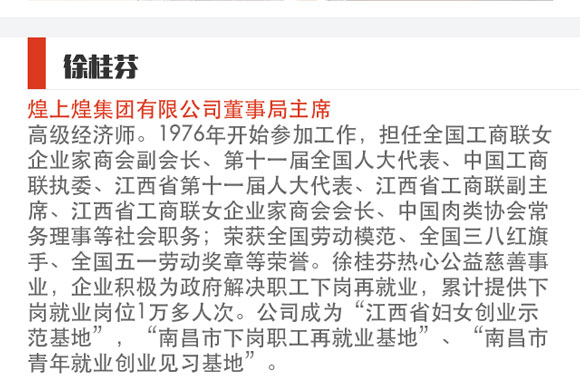 徐桂芬
煌上煌集团有限公司董事局主席
高级经济师。1976年开始参加工作，担任全国工商联女
企业家商会副会长、第十一届全国人大代表、中国工商
联执委、江西省第十一届人大代表、江西省工商联副主
席、江西省工商联女企业家商会会长、中国肉类协会常
务理事等社会职务；荣获全国劳动模范、全国三八红旗
手、全国五一劳动奖章等荣誉。徐桂芬热心公益慈善事
业，企业积极为政府解决职工下岗再就业，累计提供下
岗就业岗位1万多人次。公司成为“江西省妇女创业示
范基地”，“南昌市下岗职工再就业基地”、“南昌市
青年就业创业见习基地”。